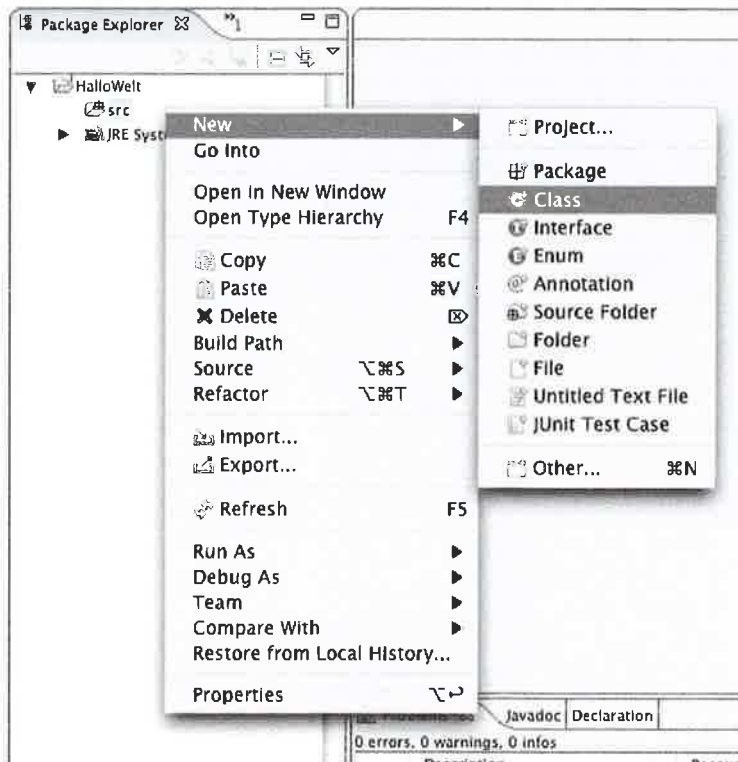 Package Explorer
»1
HalloWelt
src
JRE Syst
New
Go Into
Open in New Window
Open Type Hierarchy F4
Copy ⌘C
Paste ⌘V
Delete
Build Path
Source ⌥⌘S
Refactor ⌥⌘T
Import...
Export...
Refresh F5
Run As
Debug As
Team
Compare With
Restore from Local History...
Properties ⌥↩
Project...
Package
Class
Interface
Enum
Annotation
Source Folder
Folder
File
Untitled Text File
JUnit Test Case
Other... ⌘N
Javadoc Declaration
0 errors, 0 warnings, 0 infos